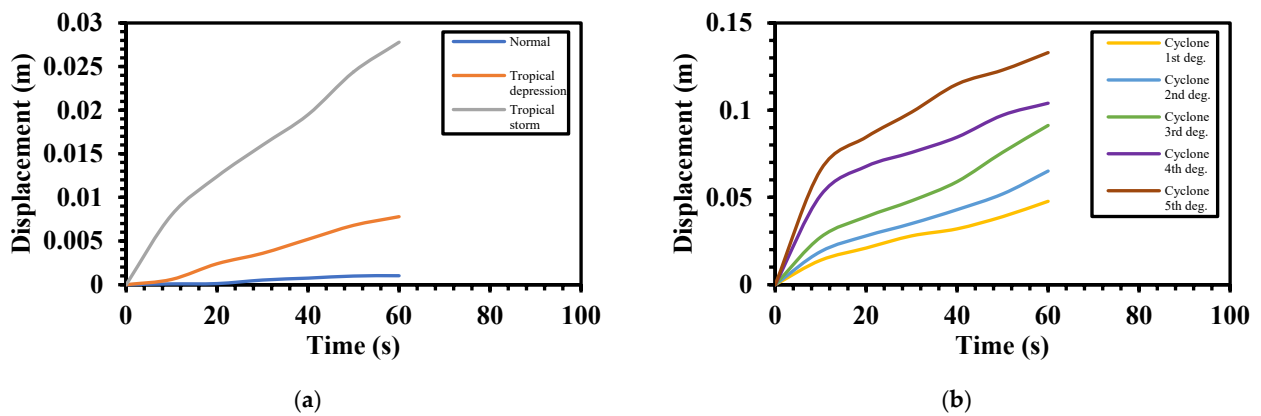 0.03
0.025
0.02
0.015
0.01
0.005
0
Displacement (m)
0
20
40
60
80
100
Time (s)
Normal
Tropical
depression
Tropical
storm
(a)
0.15
0.1
0.05
0
Displacement (m)
0
20
40
60
80
100
Time (s)
Cyclone
1st deg.
Cyclone
2nd deg.
Cyclone
3rd deg.
Cyclone
4th deg.
Cyclone
5th deg.
(b)